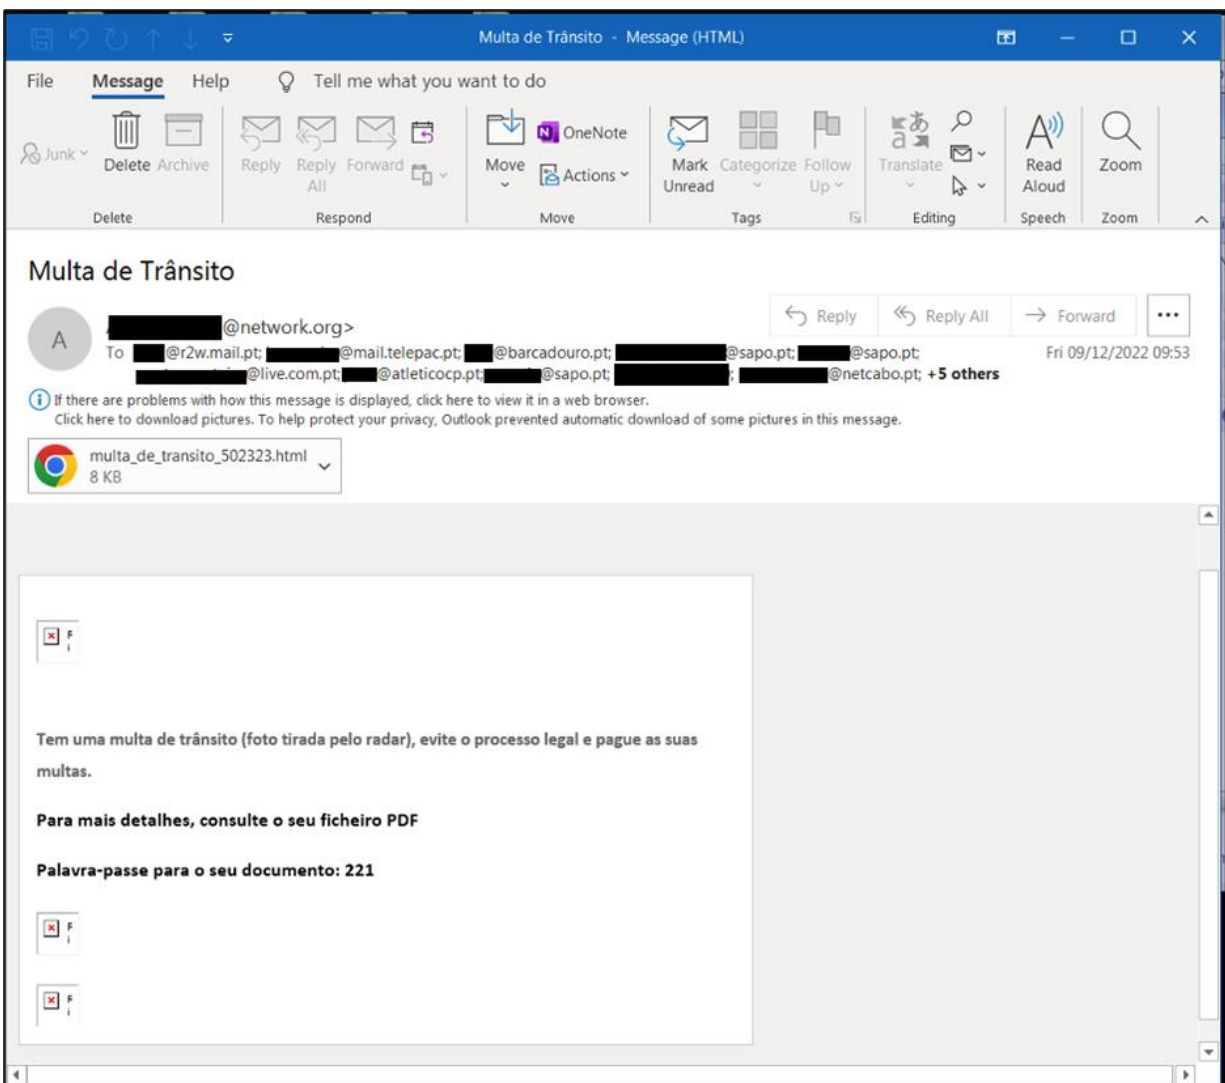 Multa de Trânsito - Message (HTML)
File Message Help Tell me what you want to do
Junk
Delete
Archive
Reply
Reply All
Forward
Move
OneNote
Actions
Mark Unread
Categorize
Follow Up
Translate
Read Aloud
Zoom
Delete Respond Move Tags Editing Speech Zoom
Multa de Trânsito
A
@network.org>
Reply Reply All Forward
To @r2w.mail.pt; @mail.telepac.pt; @barcadouro.pt; @sapo.pt; @sapo.pt;
Fri 09/12/2022 09:53
@live.com.pt; @atleticocp.pt; @sapo.pt; ; @netcabo.pt; +5 others
If there are problems with how this message is displayed, click here to view it in a web browser.
Click here to download pictures. To help protect your privacy, Outlook prevented automatic download of some pictures in this message.
multa_de_transito_502323.html
8 KB
Tem uma multa de trânsito (foto tirada pelo radar), evite o processo legal e pague as suas
multas.
Para mais detalhes, consulte o seu ficheiro PDF
Palavra-passe para o seu documento: 221